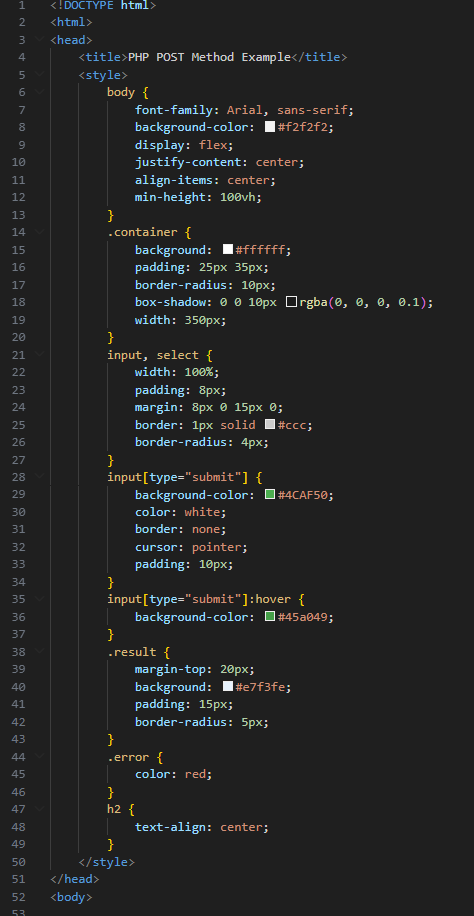 1 <!DOCTYPE html>
2 <html>
3 <head>
4     <title>PHP POST Method Example</title>
5     <style>
6         body {
7             font-family: Arial, sans-serif;
8             background-color: #f2f2f2;
9             display: flex;
10             justify-content: center;
11             align-items: center;
12             min-height: 100vh;
13         }
14         .container {
15             background: #ffffff;
16             padding: 25px 35px;
17             border-radius: 10px;
18             box-shadow: 0 0 10px rgba(0, 0, 0, 0.1);
19             width: 350px;
20         }
21         input, select {
22             width: 100%;
23             padding: 8px;
24             margin: 8px 0 15px 0;
25             border: 1px solid #ccc;
26             border-radius: 4px;
27         }
28         input[type="submit"] {
29             background-color: #4CAF50;
30             color: white;
31             border: none;
32             cursor: pointer;
33             padding: 10px;
34         }
35         input[type="submit"]:hover {
36             background-color: #45a049;
37         }
38         .result {
39             margin-top: 20px;
40             background: #e7f3fe;
41             padding: 15px;
42             border-radius: 5px;
43         }
44         .error {
45             color: red;
46         }
47         h2 {
48             text-align: center;
49         }
50     </style>
51 </head>
52 <body>
53